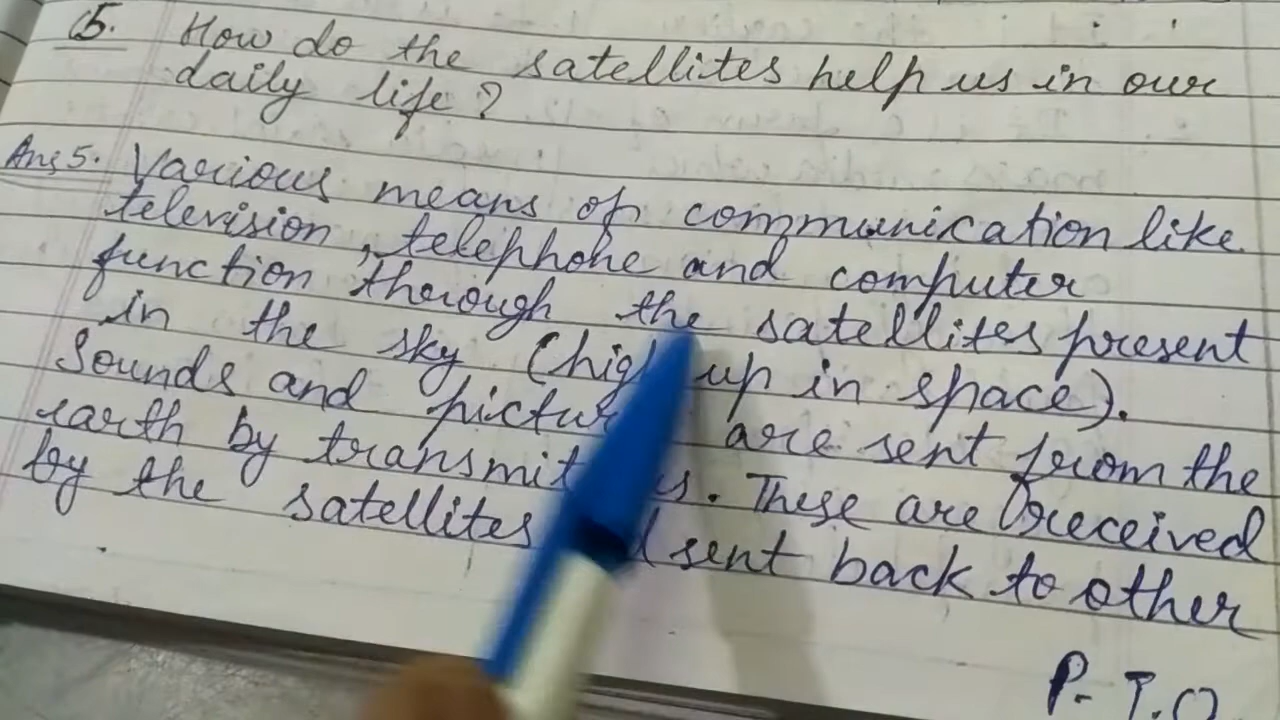 5. How do the satellites help us in our
daily life?
Ans 5. Various means of communication like
television, telephone and computer
function through the satellites present
in the sky (hig up in space).
Sounds and pictur are sent from the
earth by transmit s. These are received
by the satellites d sent back to other
P. T.O